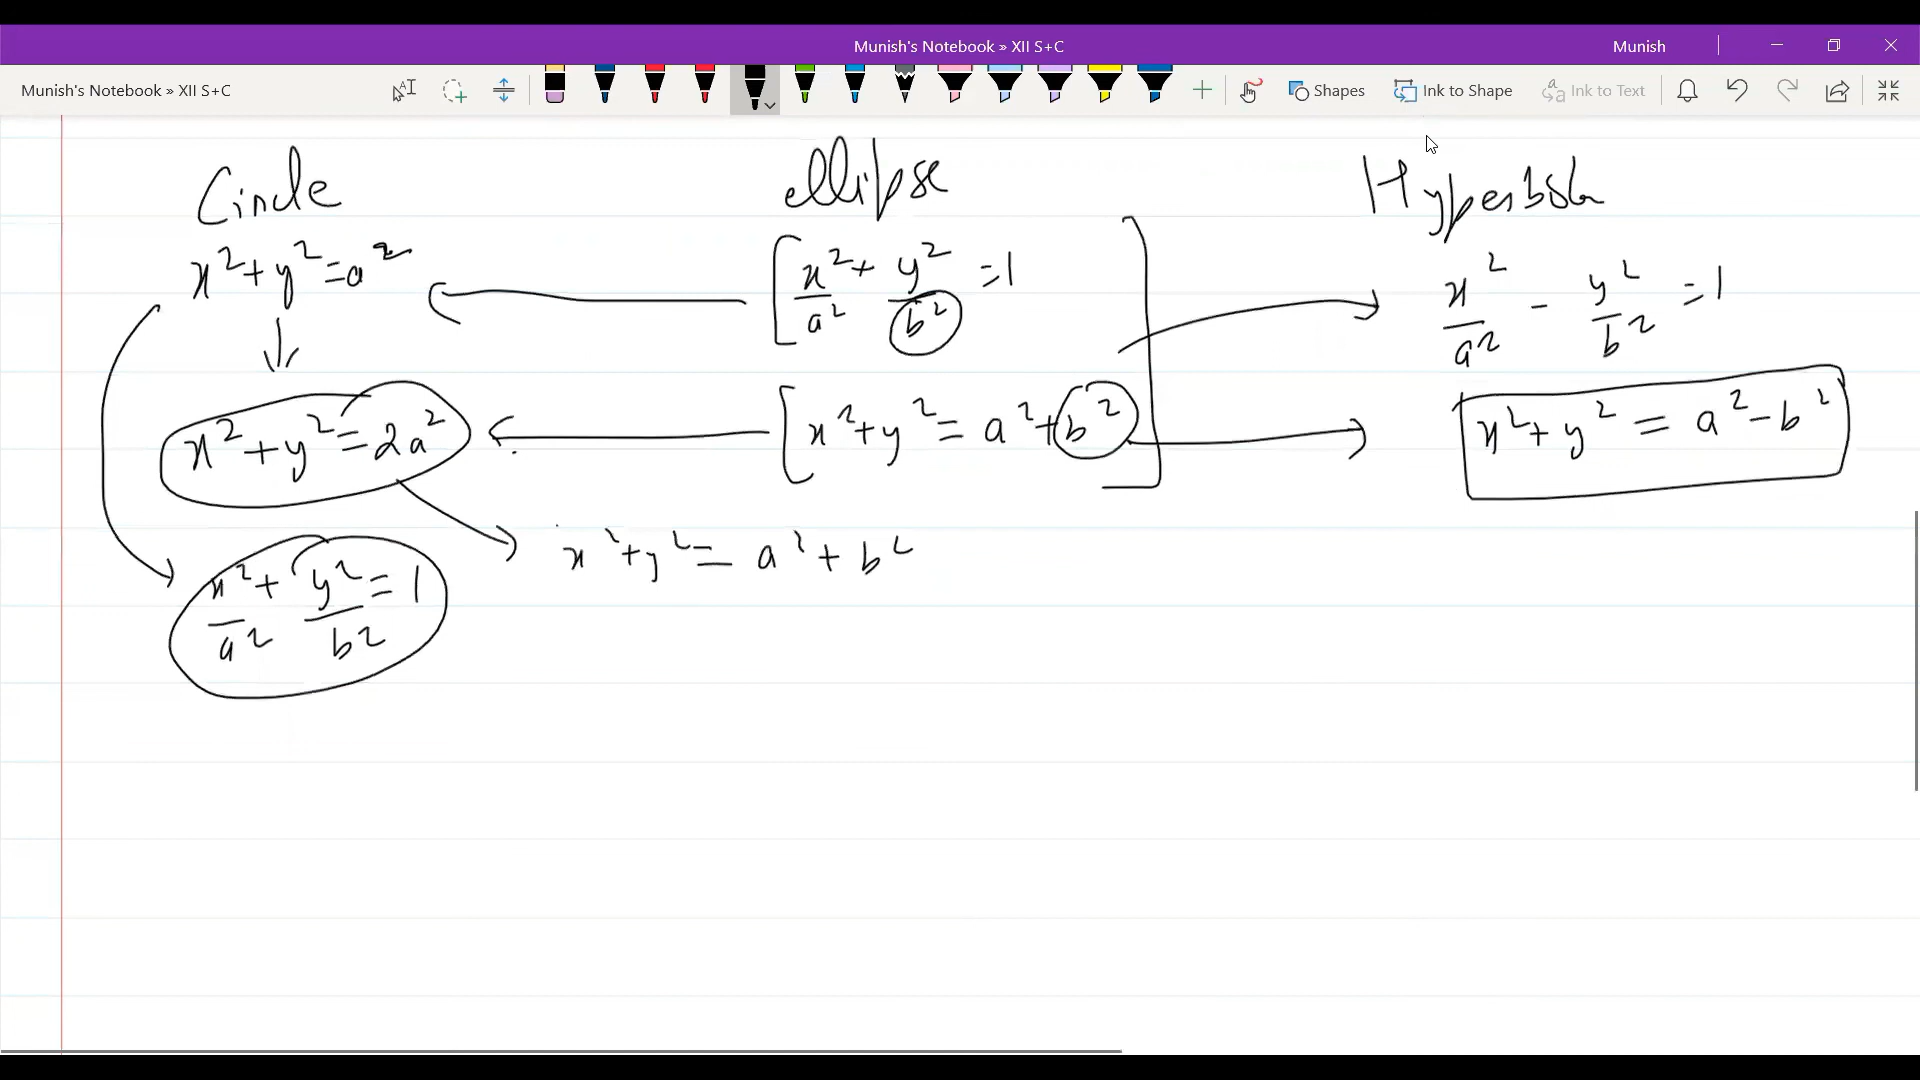 Munish's Notebook » XII S+C
Munish
Munish's Notebook » XII S+C
Shapes
Ink to Shape
Ink to Text
Circle
ellipse
Hyperbola
x²+y²=a²
x²/a² + y²/b² =1
x²/a² - y²/b² =1
x²+y²=2a²
x²+y²= a²+b²
x²+y² = a²-b²
x²+y²= a²+b²
x²/a² + y²/b² = 1